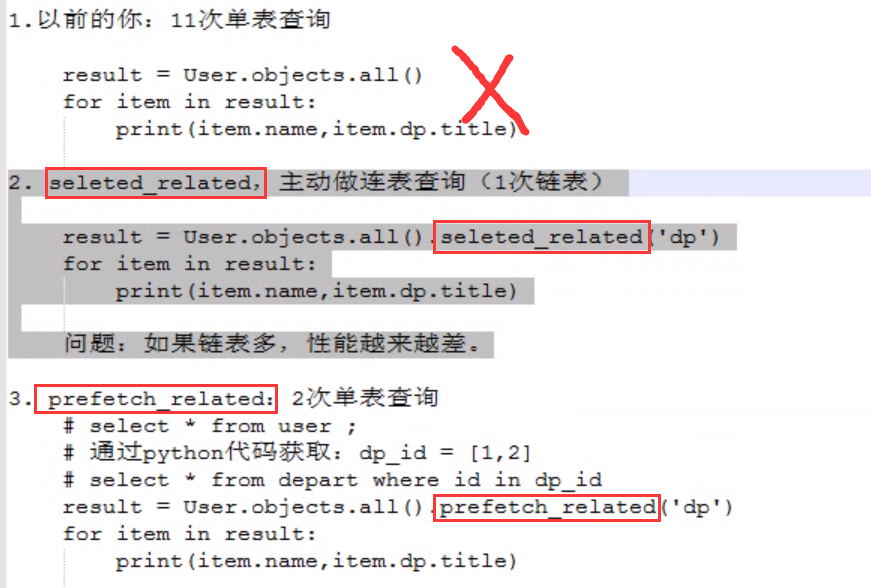 1.以前的你：11次单表查询
result = User.objects.all()
for item in result:
print(item.name,item.dp.title)
2. seleted_related，主动做连表查询（1次链表）
result = User.objects.all().seleted_related('dp')
for item in result:
print(item.name,item.dp.title)
问题：如果链表多，性能越来越差。
3. prefetch_related：2次单表查询
# select * from user ;
# 通过python代码获取：dp_id = [1,2]
# select * from depart where id in dp_id
result = User.objects.all().prefetch_related('dp')
for item in result:
print(item.name,item.dp.title)